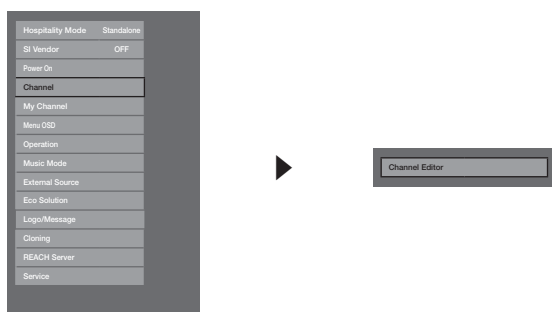 Hospitality Mode Standalone
SI Vendor OFF
Power On
Channel
My Channel
Menu OSD
Operation
Music Mode
External Source
Eco Solution
Logo/Message
Cloning
REACH Server
Service
Channel Editor